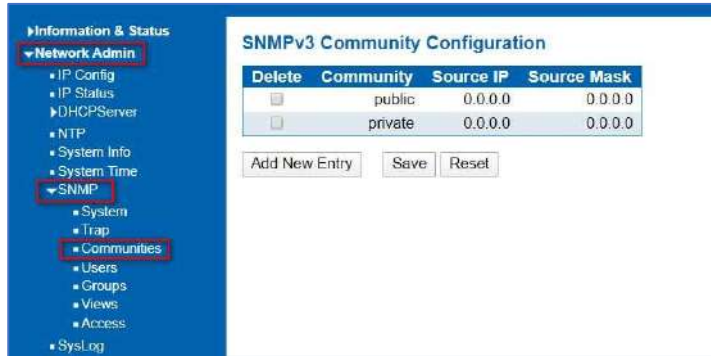 Information & Status
Network Admin
IP Config
IP Status
DHCPServer
NTP
System Info
System Time
SNMP
System
Trap
Communities
Users
Groups
Views
Access
SysLog
SNMPv3 Community Configuration
Delete Community Source IP Source Mask
public 0.0.0.0 0.0.0.0
private 0.0.0.0 0.0.0.0
Add New Entry Save Reset